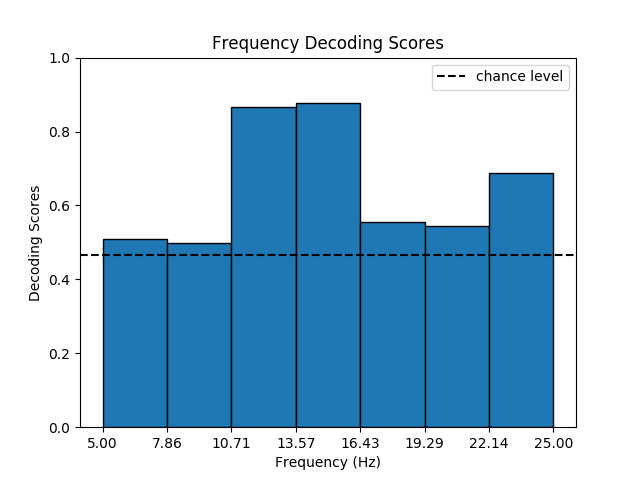 Frequency Decoding Scores
chance level
1.0
0.8
0.6
0.4
0.2
0.0
Decoding Scores
5.00 7.86 10.71 13.57 16.43 19.29 22.14 25.00
Frequency (Hz)